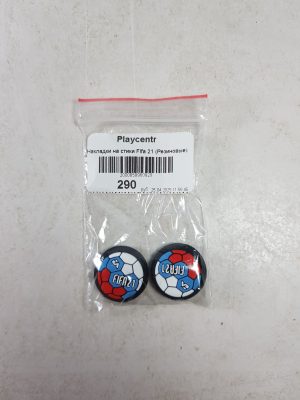 Playcentr
Накладки на стики Fifa 21 (Резиновые)
290
FIFA21
FIFA21